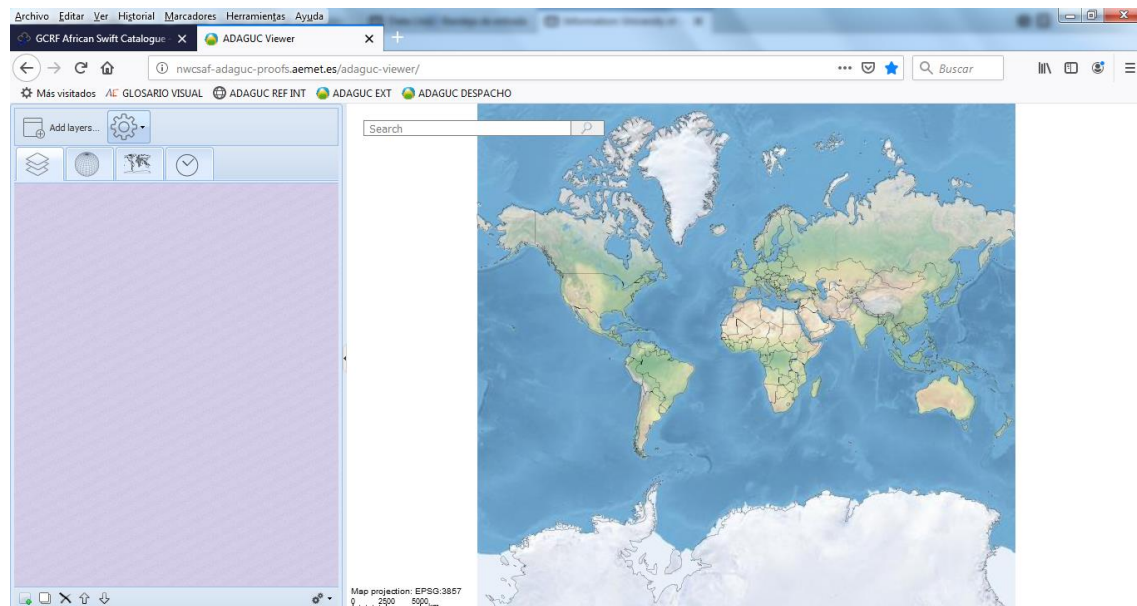 Archivo Editar Ver Historial Marcadores Herramientas Ayuda
GCRF African Swift Catalogue - X ADAGUC Viewer X +
nwcsaf-adaguc-proofs.aemet.es/adaguc-viewer/ Buscar
Más visitados AE GLOSARIO VISUAL ADAGUC REF INT ADAGUC EXT ADAGUC DESPACHO
Add layers...
Search
Map projection: EPSG:3857
0 2500 5000